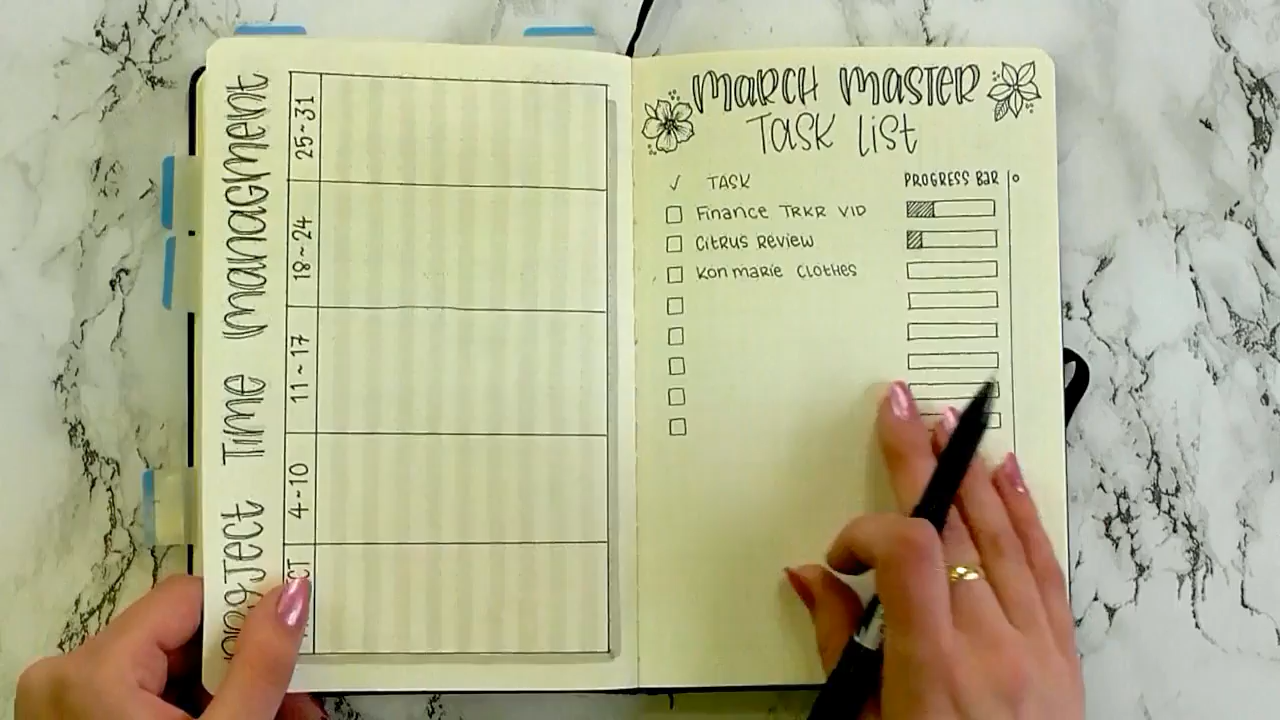 Project Time Managment
4~10
11~17
18~24
25~31
March Master
Task List
✓ Task Progress Bar
Finance TRKR VID
Citrus Review
Kon Marie Clothes